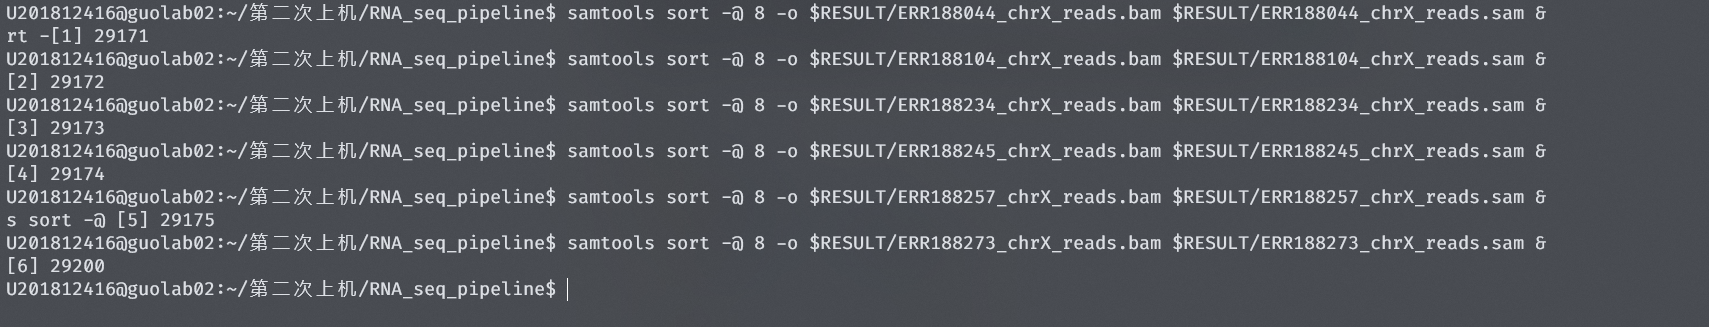 U201812416@guolab02:~/第二次上机/RNA_seq_pipeline$ samtools sort -@ 8 -o $RESULT/ERR188044_chrX_reads.bam $RESULT/ERR188044_chrX_reads.sam &
rt -[1] 29171
U201812416@guolab02:~/第二次上机/RNA_seq_pipeline$ samtools sort -@ 8 -o $RESULT/ERR188104_chrX_reads.bam $RESULT/ERR188104_chrX_reads.sam &
[2] 29172
U201812416@guolab02:~/第二次上机/RNA_seq_pipeline$ samtools sort -@ 8 -o $RESULT/ERR188234_chrX_reads.bam $RESULT/ERR188234_chrX_reads.sam &
[3] 29173
U201812416@guolab02:~/第二次上机/RNA_seq_pipeline$ samtools sort -@ 8 -o $RESULT/ERR188245_chrX_reads.bam $RESULT/ERR188245_chrX_reads.sam &
[4] 29174
U201812416@guolab02:~/第二次上机/RNA_seq_pipeline$ samtools sort -@ 8 -o $RESULT/ERR188257_chrX_reads.bam $RESULT/ERR188257_chrX_reads.sam &
s sort -@ [5] 29175
U201812416@guolab02:~/第二次上机/RNA_seq_pipeline$ samtools sort -@ 8 -o $RESULT/ERR188273_chrX_reads.bam $RESULT/ERR188273_chrX_reads.sam &
[6] 29200
U201812416@guolab02:~/第二次上机/RNA_seq_pipeline$